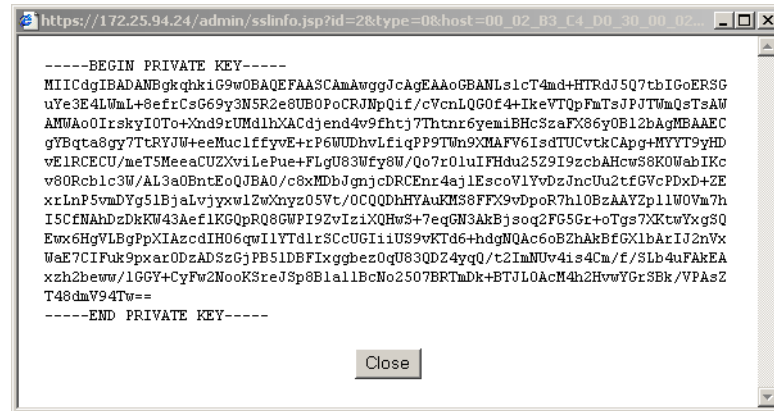 https://172.25.94.24/admin/sslinfo.jsp?id=2&type=0&host=00_02_B3_C4_D0_30_00_02...
-----BEGIN PRIVATE KEY-----
MIICdgIBADANBgkqhkiG9w0BAQEFAASCAmAwggJcAgEAAoGBANLslcT4md+HTRdJ5Q7tbIGoERSG
uYe3E4LWmL+8efrCsG69y3N5R2e8UB0PoCRJNpQif/cVcnLQG0f4+IkeVTQpFmTsJPJTWmQsTsAW
AMWAo0IrskyI0To+Xnd9rUMdlhXACdjend4v9fhtj7Thtnr6yemiBHcSzaFX86y0Bl2bAgMBAAEC
gYBqta8gy7TtRYJW+eeMuclffyvE+rP6WUDhvLfiqPP9TWn9XMAFV6IsdTUCvtkCApg+MYYT9yHD
vElRCECU/meT5MeeaCUZXviLePue+FLgU83Wfy8W/Qo7r0luIFHdu25Z9I9zcbAHcwS8K0WabIKc
v80Rcblc3W/AL3a0BntEoQJBAO/c8xMDbJgnjcDRCEnr4ajlEscoVlYvDzJncUu2tfGVcPDxD+ZE
xrLnP5vmDYg5lBjaLvjyxwlZwXnyz05Vt/0CQQDhHYAuKMS8FFX9vDpoR7hl0BzAAYZpllW0Vm7h
I5CfNAhDzDkKW43AeflKGQpRQ8GWPI9ZvIziXQHwS+7eqGN3AkBjsoq2FG5Gr+oTgs7XKtwYxgSQ
Ewx6HgVLBgPpXIAzcdIH06qwIlYTdlrSCcUGIiiUS9vKTd6+hdgNQAc6oBZhAkBfGXlbArIJ2nVx
WaE7CIFuk9pxar0DzADSzGjPB5lDBFIxggbez0qU83QDZ4yqQ/t2ImNUv4is4Cm/f/SLb4uFAkEA
xzh2beww/lGGY+CyFw2NooKSreJSp8BlallBcNo2507BRTmDk+BTJL0AcM4h2HvwYGrSBk/VPAsZ
T48dmV94Tw==
-----END PRIVATE KEY-----
Close